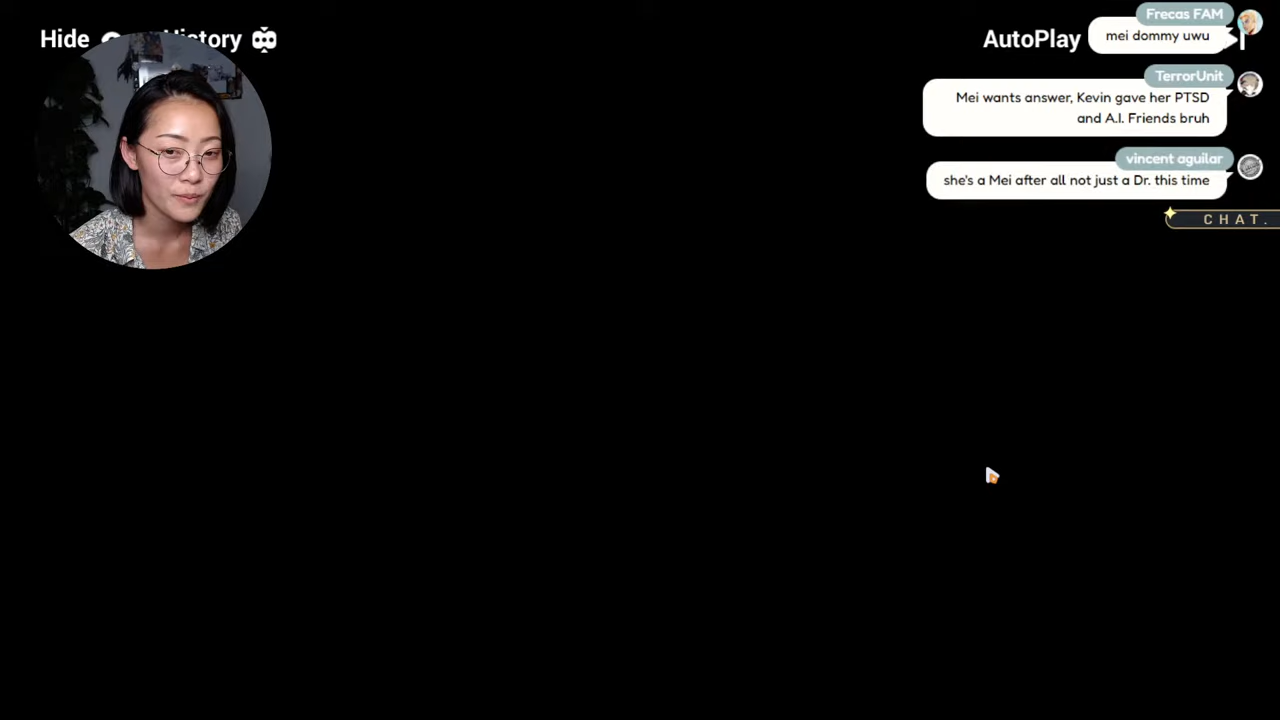 Hide History AutoPlay
Frecas FAM
mei dommy uwu
TerrorUnit
Mei wants answer, Kevin gave her PTSD
and A.I. Friends bruh
vincent aguilar
she's a Mei after all not just a Dr. this time
CHAT.